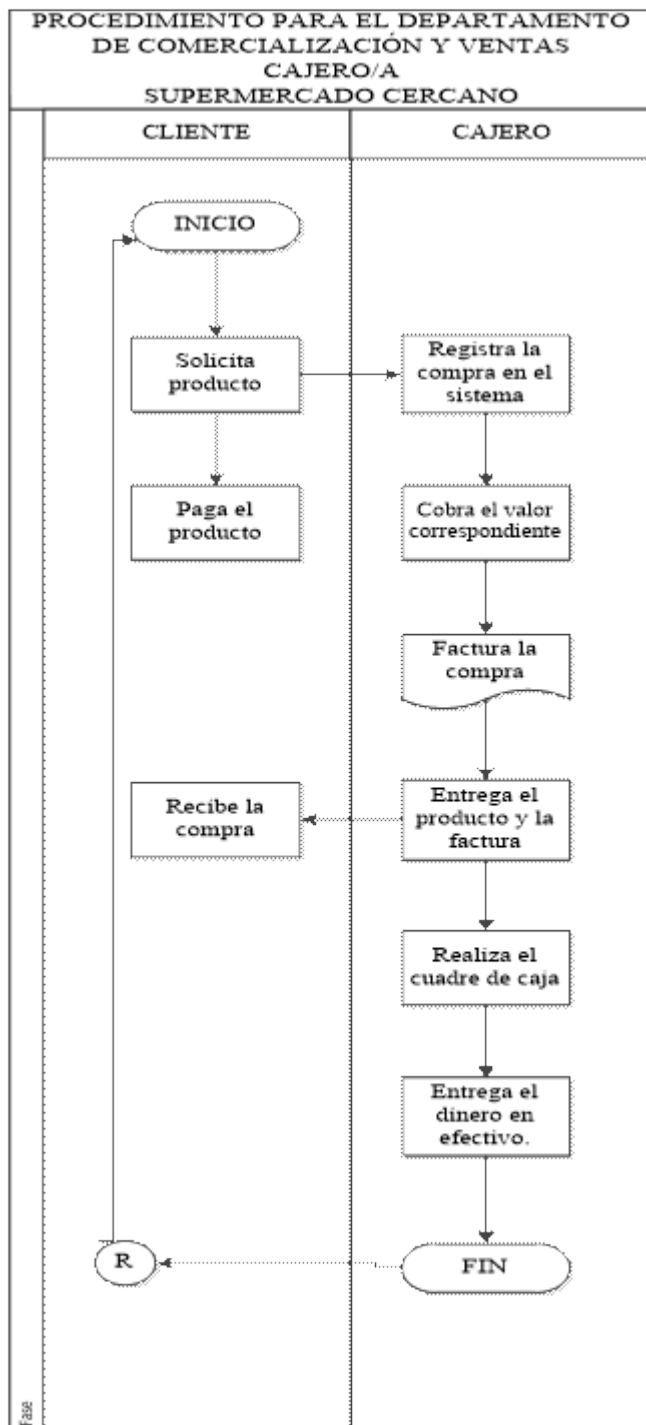 PROCEDIMIENTO PARA EL DEPARTAMENTO
DE COMERCIALIZACIÓN Y VENTAS
CAJERO/A
SUPERMERCADO CERCANO
CLIENTE
CAJERO
INICIO
Solicita
producto
Registra la
compra en el
sistema
Paga el
producto
Cobra el valor
correspondiente
Factura la
compra
Recibe la
compra
Entrega el
producto y la
factura
Realiza el
cuadre de caja
Entrega el
dinero en
efectivo.
R
FIN
Fase